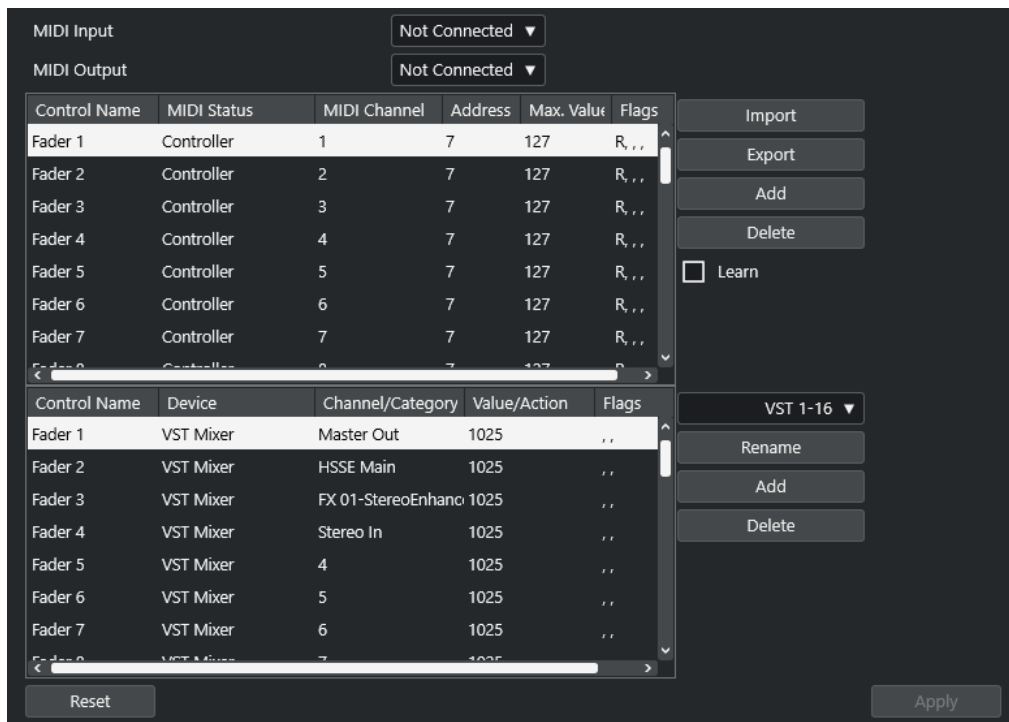 MIDI Input Not Connected ▼
MIDI Output Not Connected ▼
Control Name MIDI Status MIDI Channel Address Max. Value Flags
Fader 1 Controller 1 7 127 R, , ,
Fader 2 Controller 2 7 127 R, , ,
Fader 3 Controller 3 7 127 R, , ,
Fader 4 Controller 4 7 127 R, , ,
Fader 5 Controller 5 7 127 R, , ,
Fader 6 Controller 6 7 127 R, , ,
Fader 7 Controller 7 7 127 R, , ,
Import
Export
Add
Delete
Learn
Control Name Device Channel/Category Value/Action Flags
Fader 1 VST Mixer Master Out 1025 , ,
Fader 2 VST Mixer HSSE Main 1025 , ,
Fader 3 VST Mixer FX 01-StereoEnhanc 1025 , ,
Fader 4 VST Mixer Stereo In 1025 , ,
Fader 5 VST Mixer 4 1025 , ,
Fader 6 VST Mixer 5 1025 , ,
Fader 7 VST Mixer 6 1025 , ,
VST 1-16 ▼
Rename
Add
Delete
Reset Apply